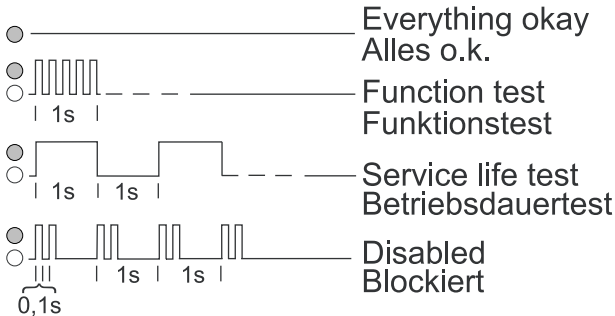 Everything okay
Alles o.k.
Function test
Funktionstest
1s
Service life test
Betriebsdauertest
1s 1s
Disabled
Blockiert
1s 1s
0,1s